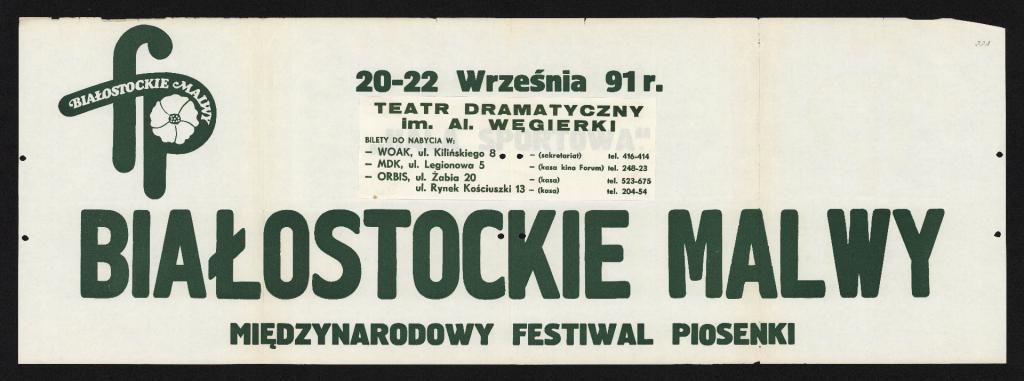 BIAŁOSTOCKIE MALWY
20-22 Września 91 r.
TEATR DRAMATYCZNY
im. Al. WĘGIERKI
SPORTOWA"
BILETY DO NABYCIA W:
– WOAK, ul. Kilińskiego 8 – (sekretariat) tel. 416-414
– MDK, ul. Legionowa 5 – (kasa kina Forum) tel. 248-23
– ORBIS, ul. Żabia 20 – (kasa) tel. 523-675
ul. Rynek Kościuszki 13 – (kasa) tel. 204-54
BIAŁOSTOCKIE MALWY
MIĘDZYNARODOWY FESTIWAL PIOSENKI